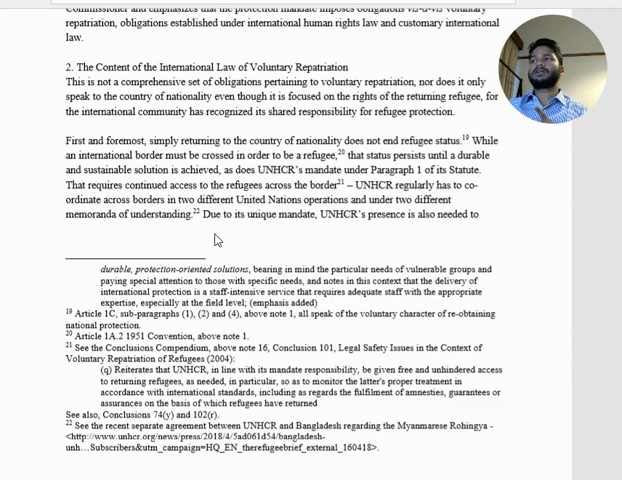 Commissioner and emphasizes that the protection mandate imposes obligations vis-à-vis voluntary
repatriation, obligations established under international human rights law and customary international
law.
2. The Content of the International Law of Voluntary Repatriation
This is not a comprehensive set of obligations pertaining to voluntary repatriation, nor does it only
speak to the country of nationality even though it is focused on the rights of the returning refugee, for
the international community has recognized its shared responsibility for refugee protection.
First and foremost, simply returning to the country of nationality does not end refugee status.19 While
an international border must be crossed in order to be a refugee,20 that status persists until a durable
and sustainable solution is achieved, as does UNHCR's mandate under Paragraph 1 of its Statute.
That requires continued access to the refugees across the border21 – UNHCR regularly has to co-
ordinate across borders in two different United Nations operations and under two different
memoranda of understanding.22 Due to its unique mandate, UNHCR's presence is also needed to
durable, protection-oriented solutions, bearing in mind the particular needs of vulnerable groups and
paying special attention to those with specific needs, and notes in this context that the delivery of
international protection is a staff-intensive service that requires adequate staff with the appropriate
expertise, especially at the field level; (emphasis added)
19 Article 1C, sub-paragraphs (1), (2) and (4), above note 1, all speak of the voluntary character of re-obtaining
national protection.
20 Article 1A.2 1951 Convention, above note 1.
21 See the Conclusions Compendium, above note 16, Conclusion 101, Legal Safety Issues in the Context of
Voluntary Repatriation of Refugees (2004):
(q) Reiterates that UNHCR, in line with its mandate responsibility, be given free and unhindered access
to returning refugees, as needed, in particular, so as to monitor the latter's proper treatment in
accordance with international standards, including as regards the fulfilment of amnesties, guarantees or
assurances on the basis of which refugees have returned
See also, Conclusions 74(y) and 102(r).
22 See the recent separate agreement between UNHCR and Bangladesh regarding the Myanmarese Rohingya -
<http://www.unhcr.org/news/press/2018/4/5ad061d54/bangladesh-
unh…Subscribers&utm_campaign=HQ_EN_therefugeebrief_external_160418>.